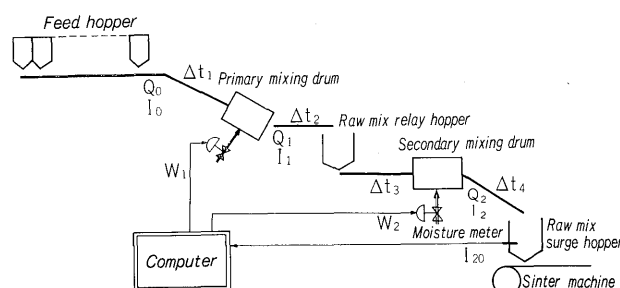 Feed hopper
Δt1
Primary mixing drum
Q0
I0
Δt2
Raw mix relay hopper
Q1
I1
Secondary mixing drum
W1
Δt3
Q2
I2
Δt4
W2
Moisture meter
I20
Raw mix
surge hopper
Computer
Sinter machine